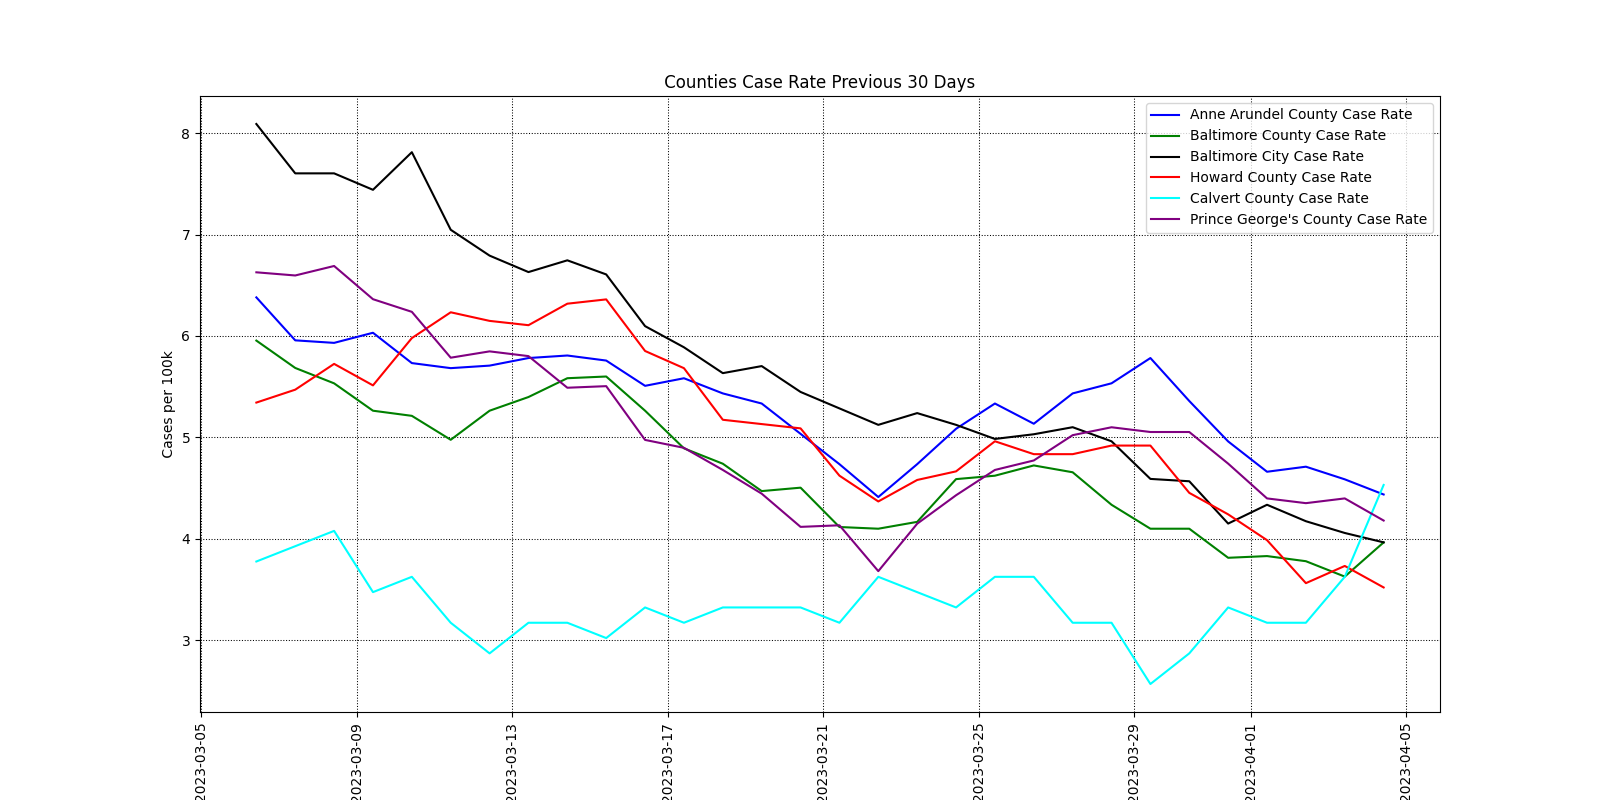 Counties Case Rate Previous 30 Days
Anne Arundel County Case Rate
Baltimore County Case Rate
Baltimore City Case Rate
Howard County Case Rate
Calvert County Case Rate
Prince George's County Case Rate
Cases per 100k
8
7
6
5
4
3
2023-03-05
2023-03-09
2023-03-13
2023-03-17
2023-03-21
2023-03-25
2023-03-29
2023-04-01
2023-04-05